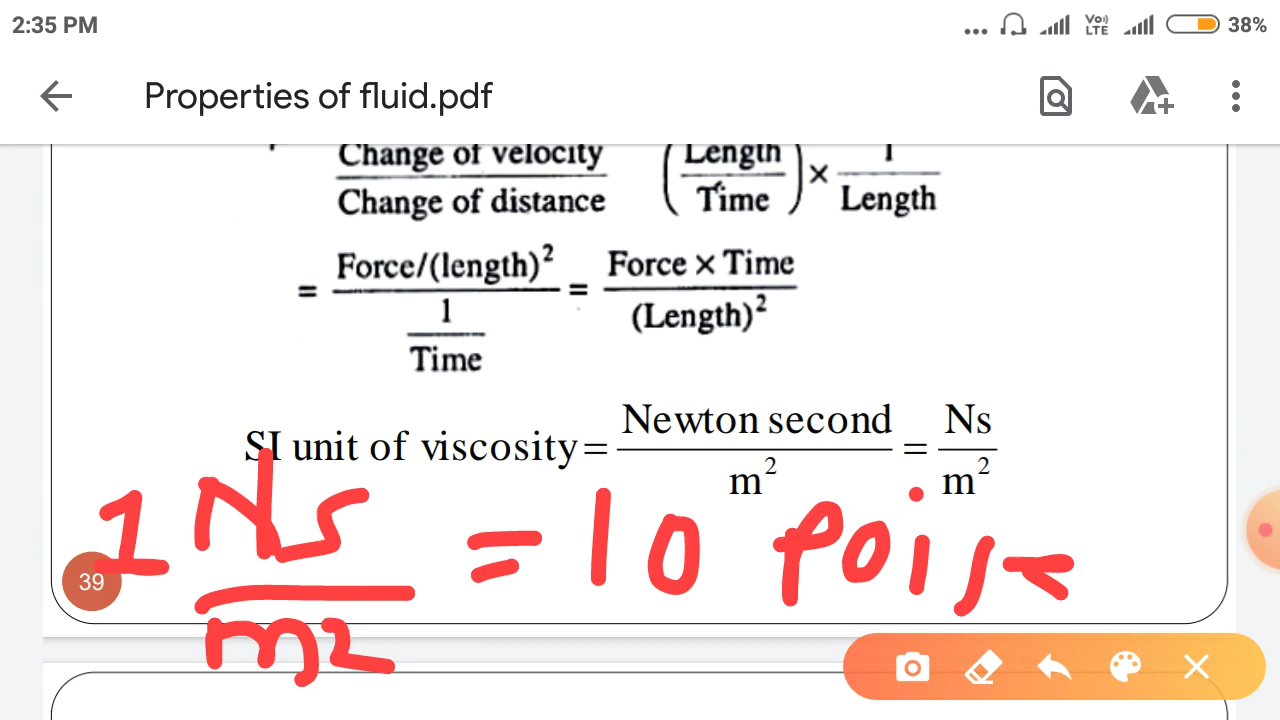 2:35 PM
Vo)) LTE 38%
Properties of fluid.pdf
Change of velocity / Change of distance (Length / Time) × 1 / Length
= Force/(length)² / 1 / Time = Force × Time / (Length)²
SI unit of viscosity = Newton second / m² = Ns / m²
1 Ns / m2 = 10 poise
39